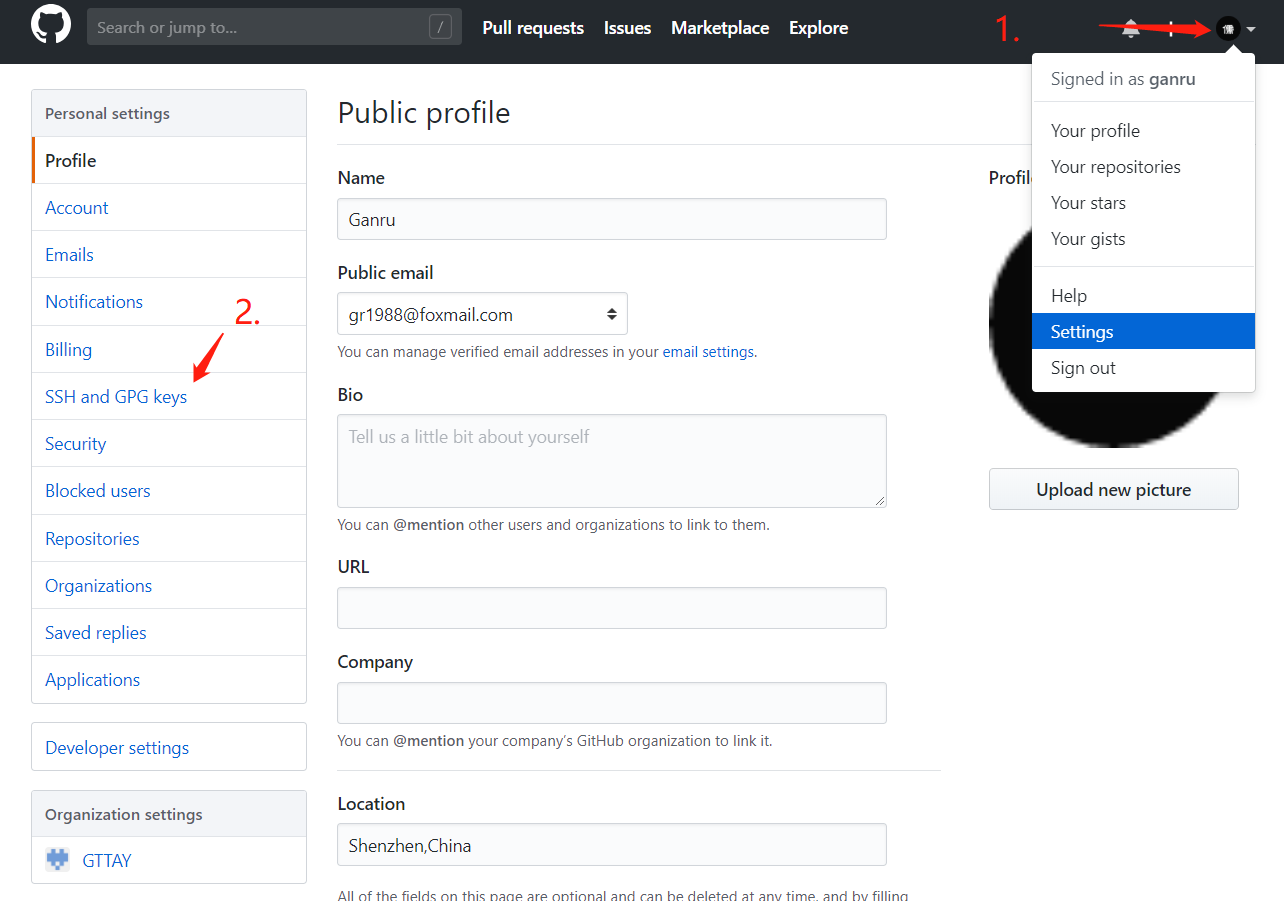 Search or jump to...
/
Pull requests
Issues
Marketplace
Explore
1.
Signed in as ganru
Your profile
Your repositories
Your stars
Your gists
Help
Settings
Sign out
Personal settings
Profile
Account
Emails
Notifications
2.
Billing
SSH and GPG keys
Security
Blocked users
Repositories
Organizations
Saved replies
Applications
Developer settings
Organization settings
GTTAY
Public profile
Name
Ganru
Public email
gr1988@foxmail.com
You can manage verified email addresses in your email settings.
Bio
Tell us a little bit about yourself
You can @mention other users and organizations to link to them.
URL
Company
You can @mention your company's GitHub organization to link it.
Location
Shenzhen,China
All of the fields on this page are optional and can be deleted at any time, and by filling
Upload new picture